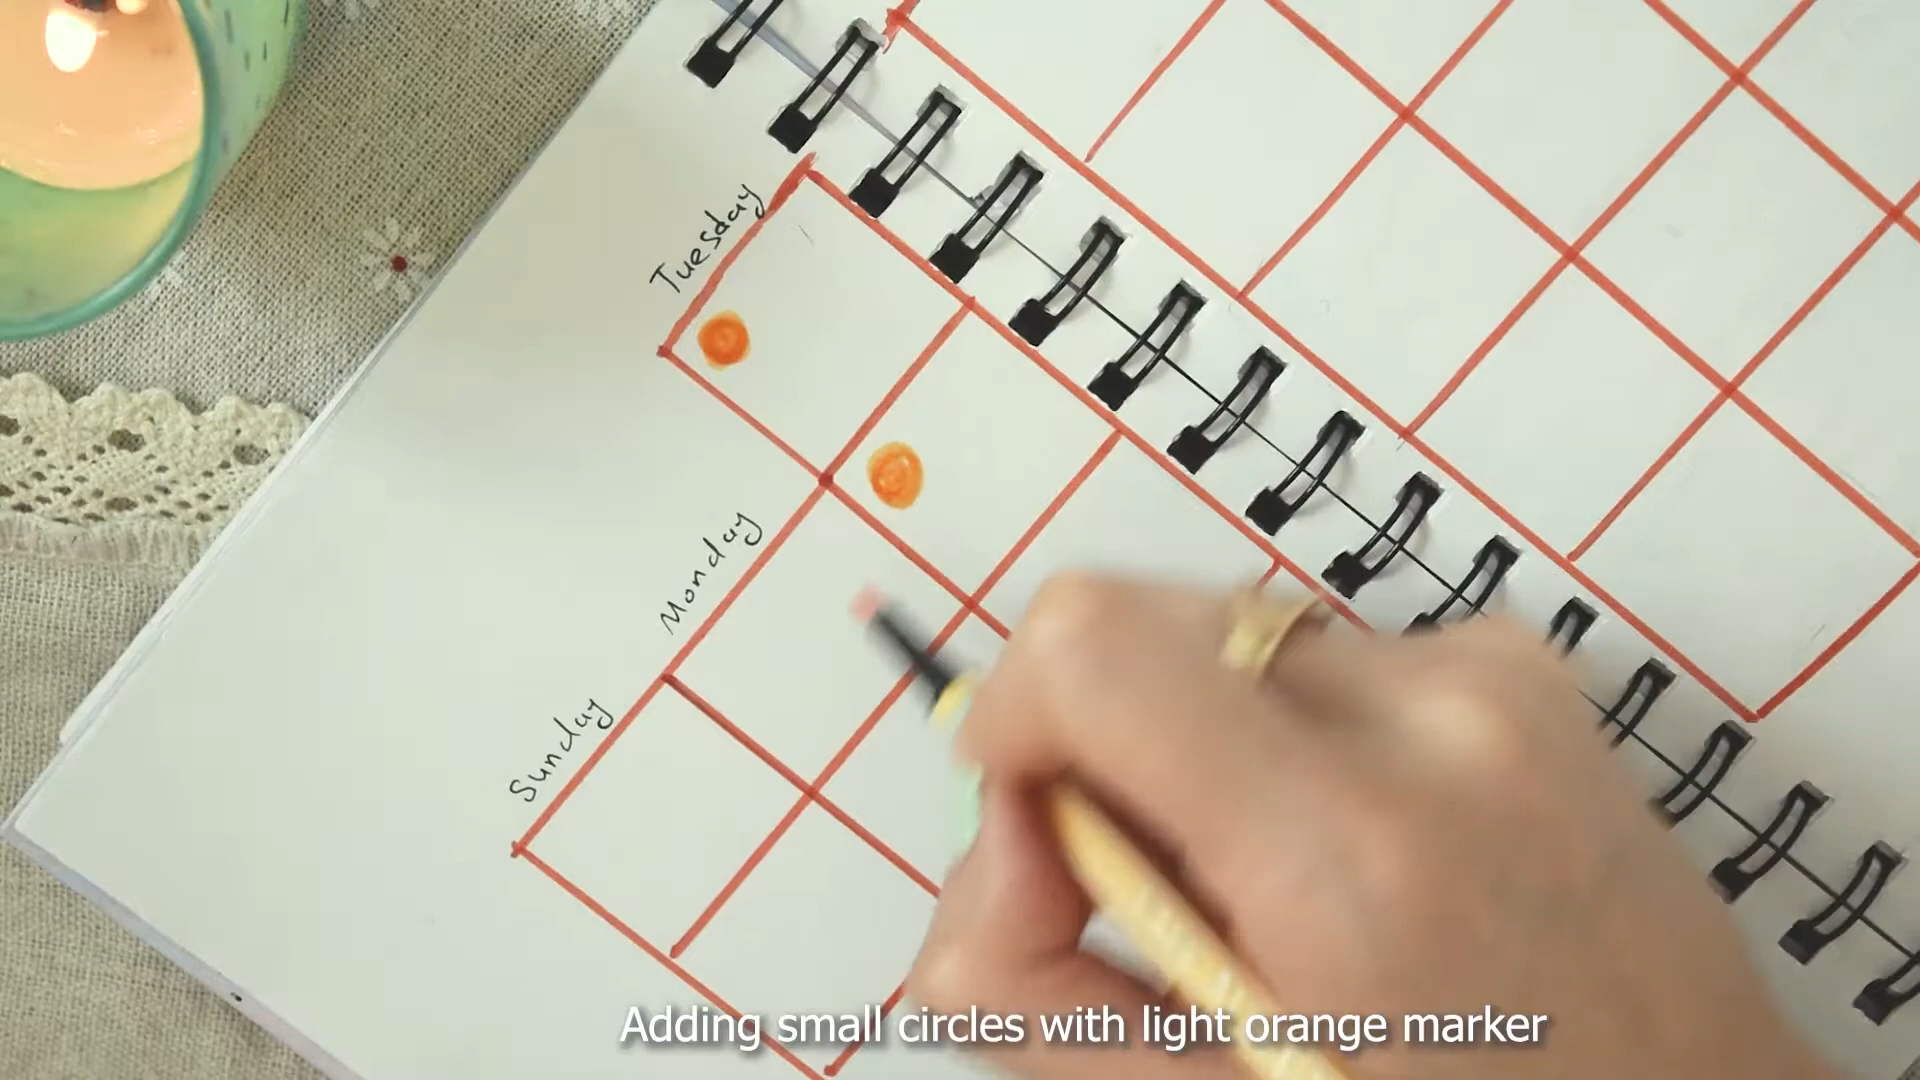 Tuesday
Monday
Sunday
Adding small circles with light orange marker